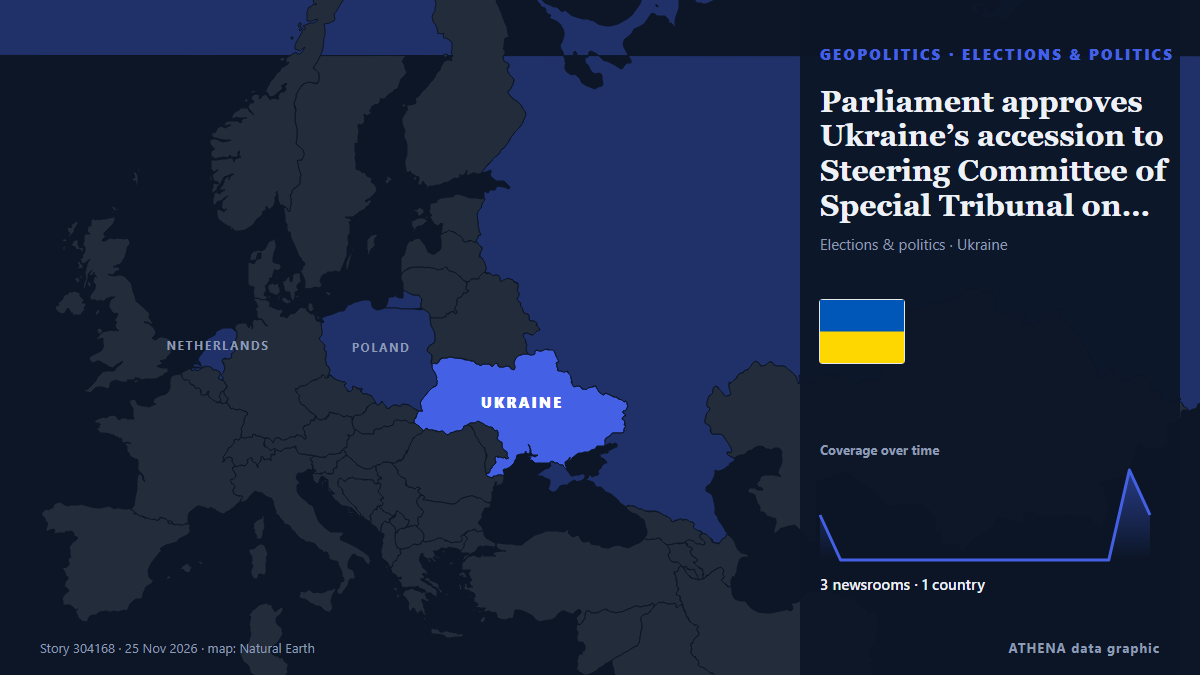 GEOPOLITICS · ELECTIONS & POLITICS
Parliament approves
Ukraine’s accession to
Steering Committee of
Special Tribunal on…
Elections & politics · Ukraine
NETHERLANDS
POLAND
UKRAINE
Coverage over time
3 newsrooms · 1 country
Story 304168 · 25 Nov 2026 · map: Natural Earth
ATHENA data graphic